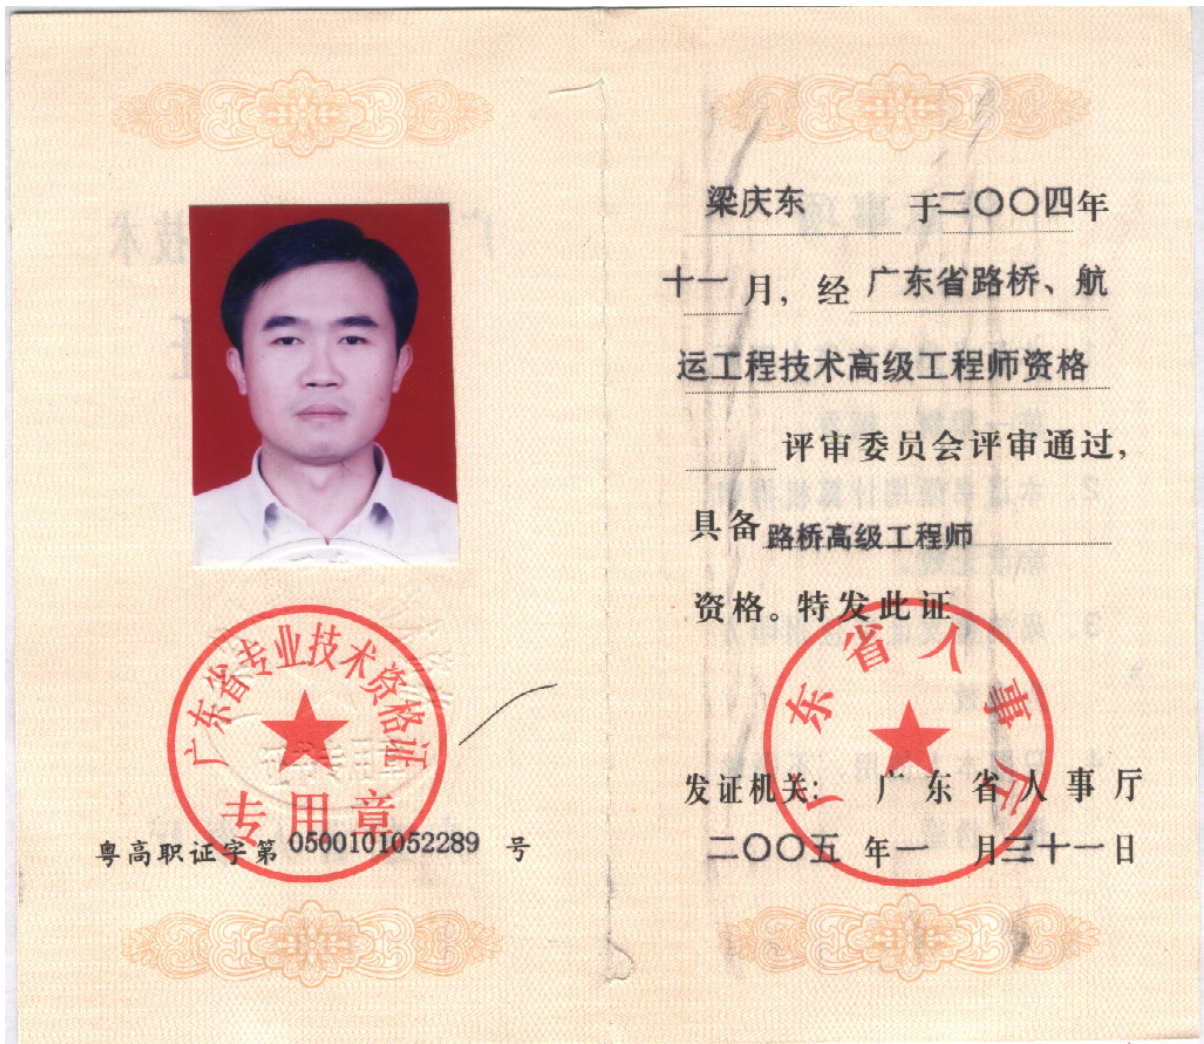 广东省专业技术资格证
专用章
粤高职证字第 0500101052289 号
梁庆东 于二〇〇四年
十一月，经 广东省路桥、航
运工程技术高级工程师资格
评审委员会评审通过，
具备 路桥高级工程师
资格。特发此证
广东省人事厅
发证机关： 广东省人事厅
二〇〇五 年一 月三十一日